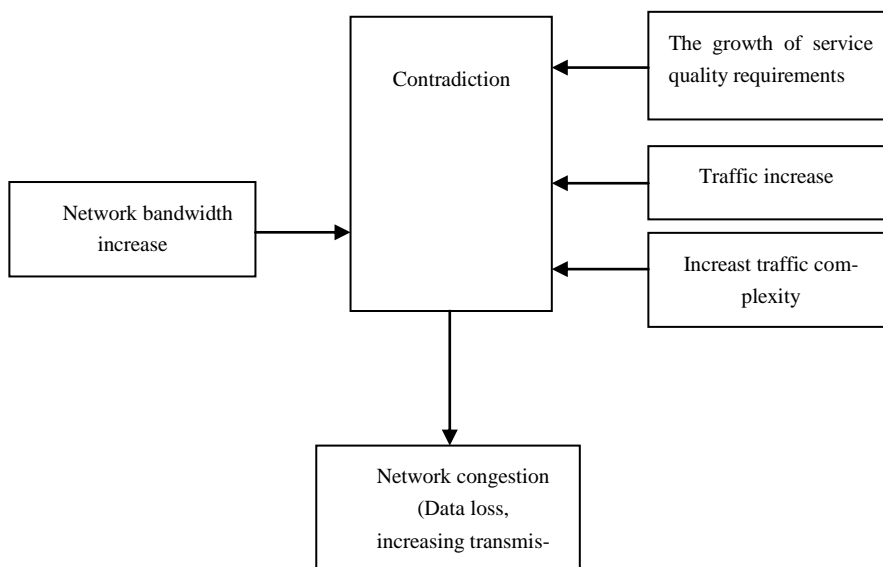 The growth of service
quality requirements
Contradiction
Traffic increase
Network bandwidth
increase
Increast traffic com-
plexity
Network congestion
(Data loss,
increasing transmis-